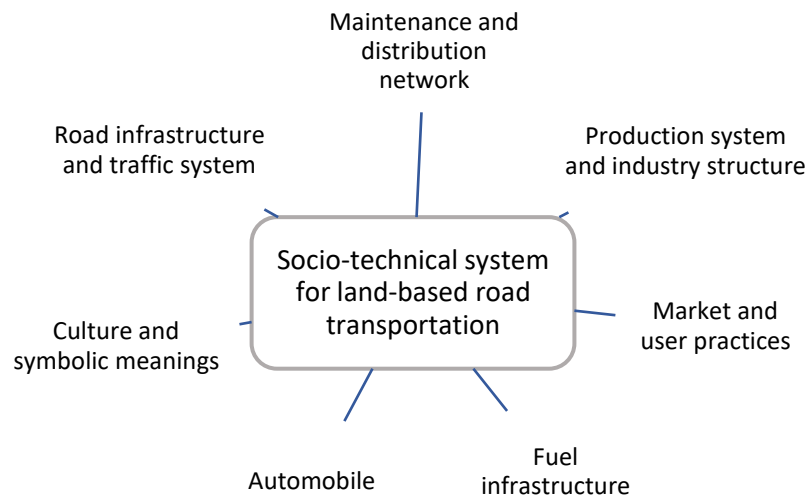 Maintenance and
distribution
network
Road infrastructure
and traffic system
Production system
and industry structure
Socio-technical system
for land-based road
transportation
Culture and
symbolic meanings
Market and
user practices
Automobile
Fuel
infrastructure